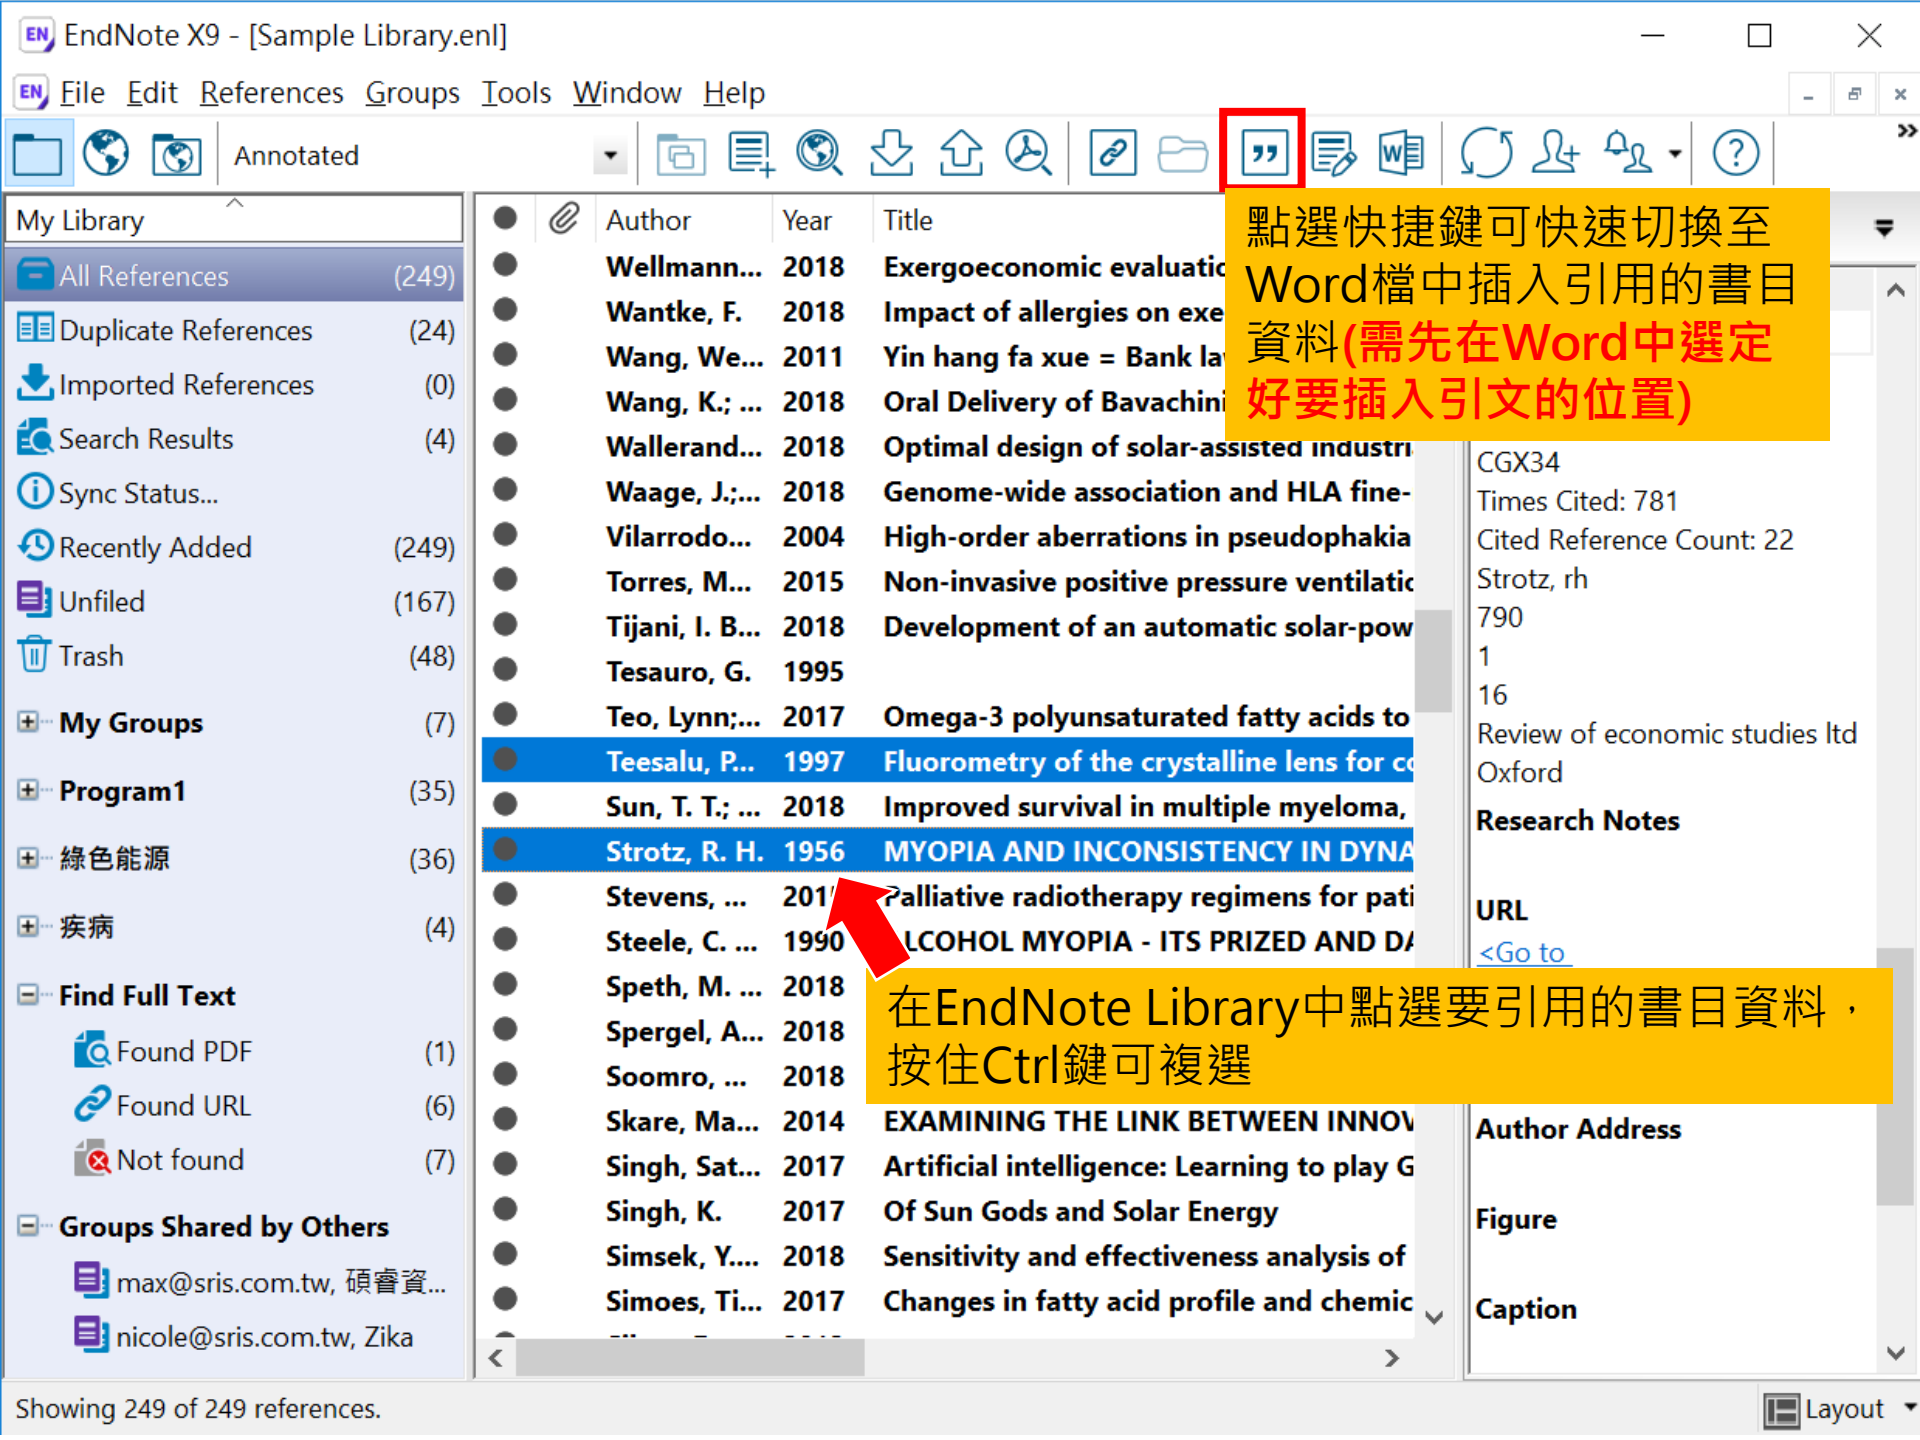 EN EndNote X9 - [Sample Library.enl]
EN File Edit References Groups Tools Window Help
Annotated
My Library
All References (249)
Duplicate References (24)
Imported References (0)
Search Results (4)
Sync Status...
Recently Added (249)
Unfiled (167)
Trash (48)
My Groups (7)
Program1 (35)
綠色能源 (36)
疾病 (4)
Find Full Text
Found PDF (1)
Found URL (6)
Not found (7)
Groups Shared by Others
max@sris.com.tw, 碩睿資...
nicole@sris.com.tw, Zika
Author Year Title
Wellmann... 2018 Exergoeconomic evaluatic
Wantke, F. 2018 Impact of allergies on exe
Wang, We... 2011 Yin hang fa xue = Bank la
Wang, K.; ... 2018 Oral Delivery of Bavachini
Wallerand... 2018 Optimal design of solar-assisted industri
Waage, J.;... 2018 Genome-wide association and HLA fine-
Vilarrodo... 2004 High-order aberrations in pseudophakia
Torres, M... 2015 Non-invasive positive pressure ventilatic
Tijani, I. B... 2018 Development of an automatic solar-pow
Tesauro, G. 1995
Teo, Lynn;... 2017 Omega-3 polyunsaturated fatty acids to
Teesalu, P... 1997 Fluorometry of the crystalline lens for co
Sun, T. T.; ... 2018 Improved survival in multiple myeloma,
Strotz, R. H. 1956 MYOPIA AND INCONSISTENCY IN DYNA
Stevens, ... 201 Palliative radiotherapy regimens for pati
Steele, C. ... 1990 LCOHOL MYOPIA - ITS PRIZED AND DA
Speth, M. ... 2018
Spergel, A... 2018
Soomro, ... 2018
Skare, Ma... 2014 EXAMINING THE LINK BETWEEN INNOV
Singh, Sat... 2017 Artificial intelligence: Learning to play G
Singh, K. 2017 Of Sun Gods and Solar Energy
Simsek, Y.... 2018 Sensitivity and effectiveness analysis of
Simoes, Ti... 2017 Changes in fatty acid profile and chemic
點選快捷鍵可快速切換至
Word檔中插入引用的書目
資料(需先在Word中選定
好要插入引文的位置)
CGX34
Times Cited: 781
Cited Reference Count: 22
Strotz, rh
790
1
16
Review of economic studies ltd
Oxford
Research Notes
URL
<Go to
在EndNote Library中點選要引用的書目資料，
按住Ctrl鍵可複選
Author Address
Figure
Caption
Showing 249 of 249 references.
Layout